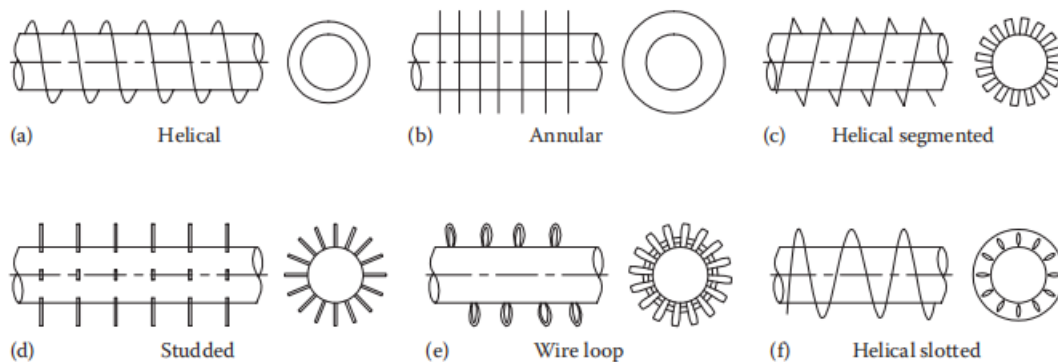 (a) Helical
(b) Annular
(c) Helical segmented
(d) Studded
(e) Wire loop
(f) Helical slotted